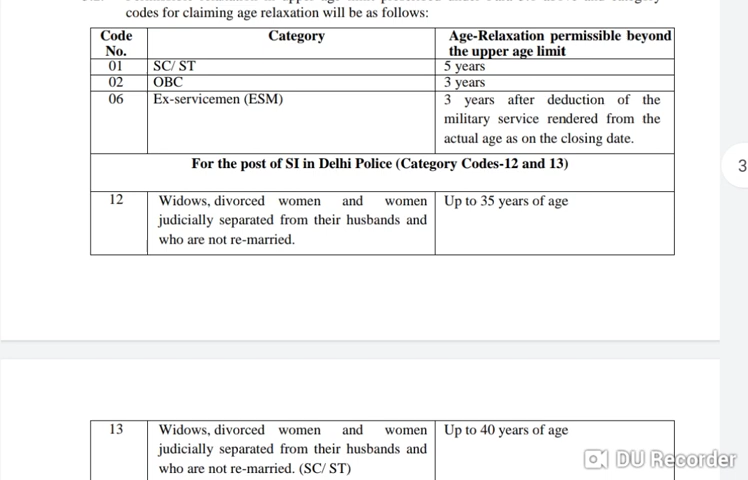 codes for claiming age relaxation will be as follows:
Code No. Category Age-Relaxation permissible beyond the upper age limit
01 SC/ ST 5 years
02 OBC 3 years
06 Ex-servicemen (ESM) 3 years after deduction of the
military service rendered from the
actual age as on the closing date.
For the post of SI in Delhi Police (Category Codes-12 and 13)
12 Widows, divorced women and women Up to 35 years of age
judicially separated from their husbands and
who are not re-married.
3
13 Widows, divorced women and women Up to 40 years of age
judicially separated from their husbands and
who are not re-married. (SC/ ST)
DU Recorder